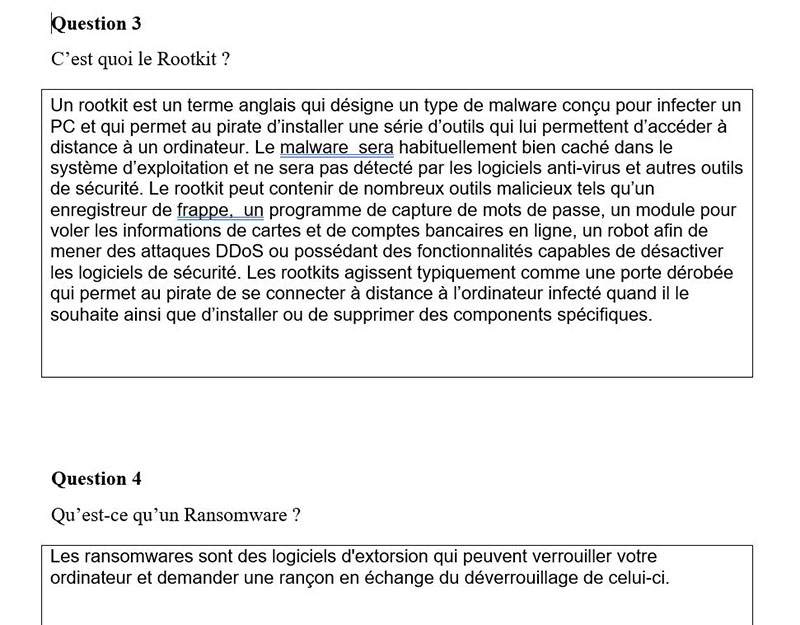 Question 3
C’est quoi le Rootkit ?
Un rootkit est un terme anglais qui désigne un type de malware conçu pour infecter un
PC et qui permet au pirate d’installer une série d’outils qui lui permettent d’accéder à
distance à un ordinateur. Le malware  sera habituellement bien caché dans le
système d’exploitation et ne sera pas détecté par les logiciels anti-virus et autres outils
de sécurité. Le rootkit peut contenir de nombreux outils malicieux tels qu’un
enregistreur de frappe,  un programme de capture de mots de passe, un module pour
voler les informations de cartes et de comptes bancaires en ligne, un robot afin de
mener des attaques DDoS ou possédant des fonctionnalités capables de désactiver
les logiciels de sécurité. Les rootkits agissent typiquement comme une porte dérobée
qui permet au pirate de se connecter à distance à l’ordinateur infecté quand il le
souhaite ainsi que d’installer ou de supprimer des components spécifiques.
Question 4
Qu’est-ce qu’un Ransomware ?
Les ransomwares sont des logiciels d'extorsion qui peuvent verrouiller votre
ordinateur et demander une rançon en échange du déverrouillage de celui-ci.